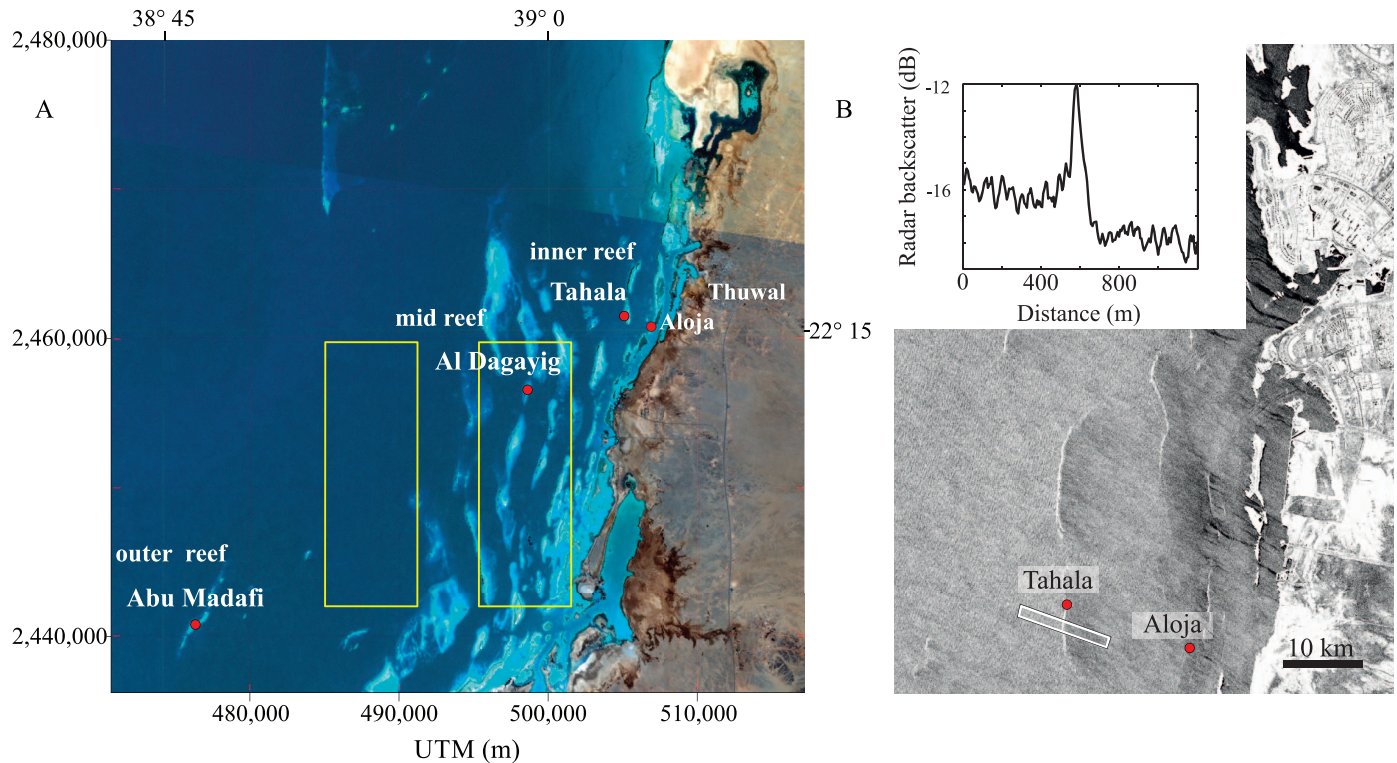 38° 45
39° 0
2,480,000
A
inner reef
Tahala
Thuwal
mid reef
Aloja
22° 15
2,460,000
Al Dagayig
outer reef
Abu Madafi
2,440,000
480,000
490,000
500,000
510,000
UTM (m)
B
Radar backscatter (dB)
-12
-16
0
400
800
Distance (m)
Tahala
Aloja
10 km